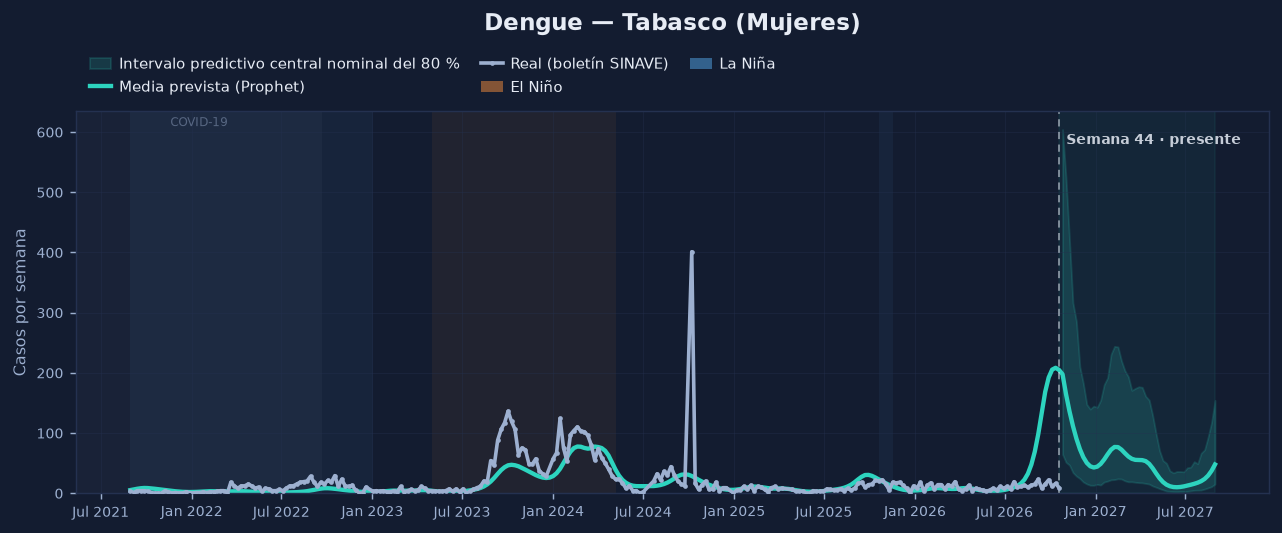 Dengue — Tabasco (Mujeres)
Intervalo predictivo central nominal del 80 % Real (boletín SINAVE) La Niña
Media prevista (Prophet) El Niño
COVID-19
Semana 44 · presente
Casos por semana
600
500
400
300
200
100
0
Jul 2021 Jan 2022 Jul 2022 Jan 2023 Jul 2023 Jan 2024 Jul 2024 Jan 2025 Jul 2025 Jan 2026 Jul 2026 Jan 2027 Jul 2027